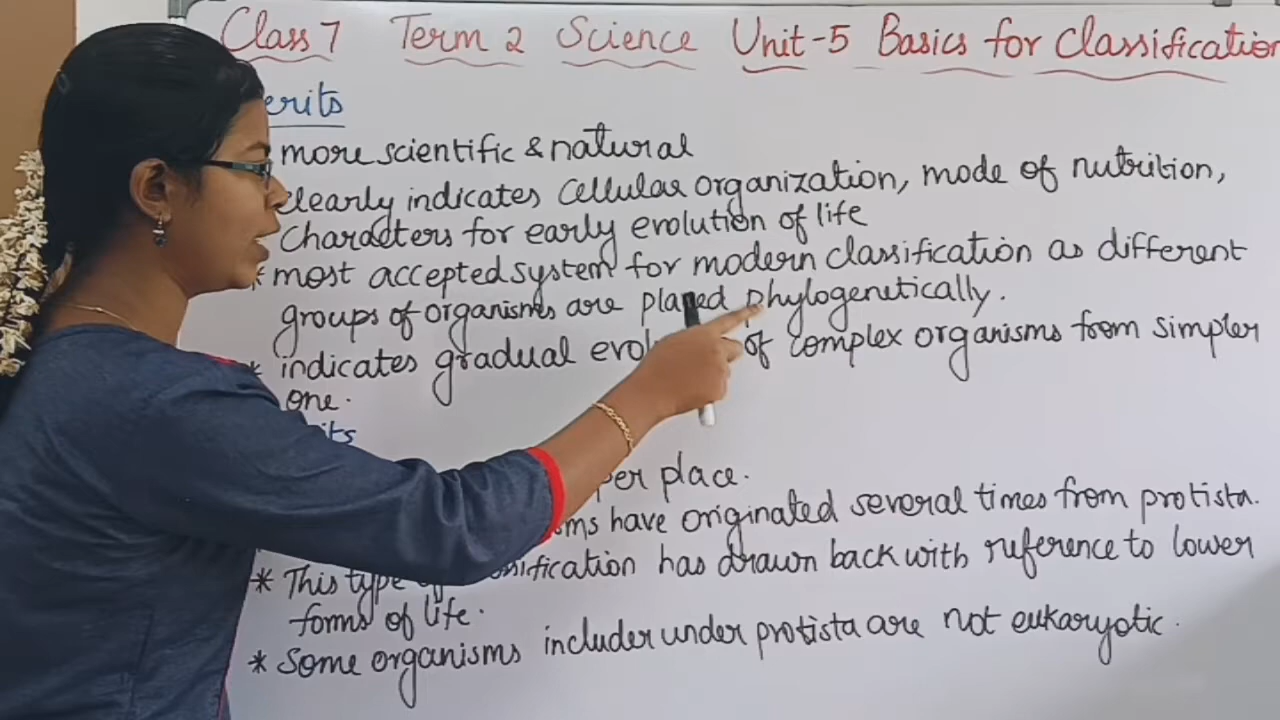 Class 7 Term 2 Science Unit-5 Basics for Classification
erits
more scientific & natural
clearly indicates cellular organization, mode of nutrition,
characters for early evolution of life
* most accepted system for modern classification as different
groups of organisms are placed phylogenetically.
* indicates gradual evol of complex organisms from simpler
one.
its
per place.
sms have originated several times from protista.
* This type of classification has drawn back with reference to lower
forms of life.
* Some organisms includer under protista are not eukaryotic.